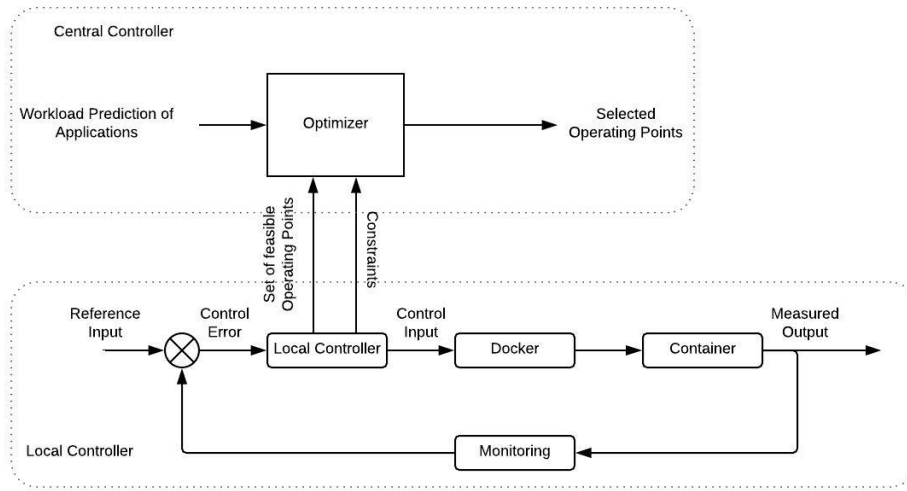 Central Controller
Workload Prediction of
Applications
Optimizer
Selected
Operating Points
Set of feasible
Operating Points
Constraints
Reference
Input
Control
Error
Local Controller
Control
Input
Docker
Container
Measured
Output
Monitoring
Local Controller